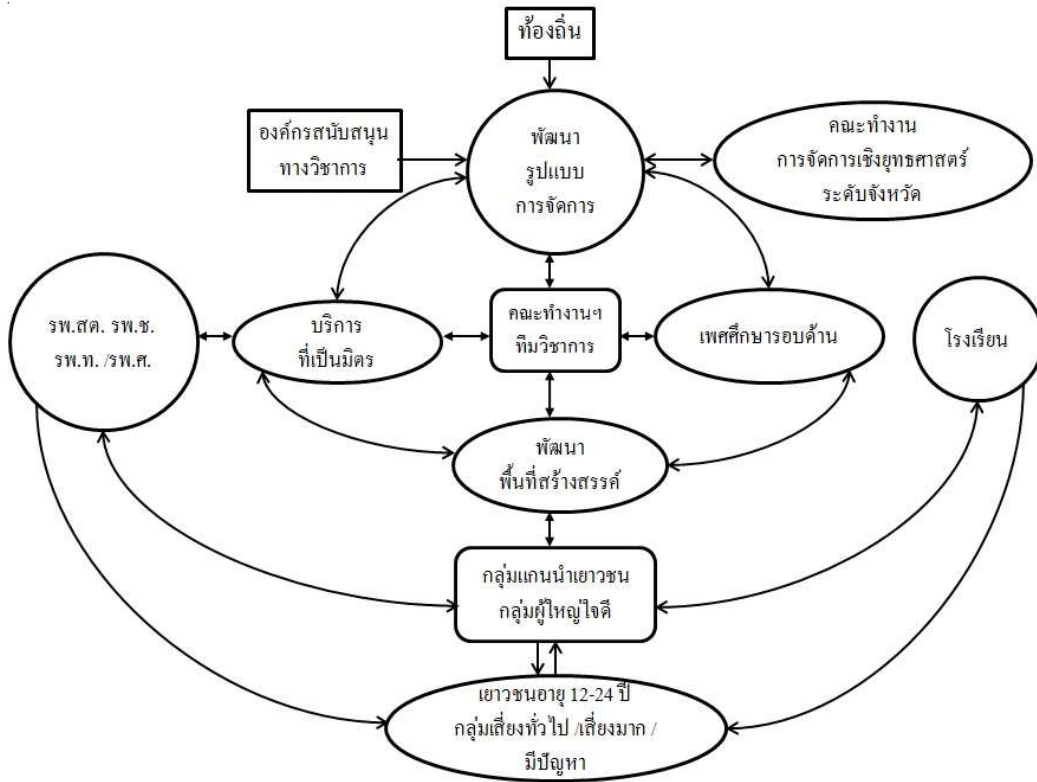 ท้องถิ่น
องค์กรสนับสนุน
ทางวิชาการ
พัฒนา
รูปแบบ
การจัดการ
คณะทำงาน
การจัดการเชิงยุทธศาสตร์
ระดับจังหวัด
รพ.สต. รพ.ช.
รพ.ท. /รพ.ศ.
บริการ
ที่เป็นมิตร
คณะทำงานฯ
ทีมวิชาการ
เพศศึกษารอบด้าน
โรงเรียน
พัฒนา
พื้นที่สร้างสรรค์
กลุ่มแกนนำเยาวชน
กลุ่มผู้ใหญ่ใจดี
เยาวชนอายุ 12-24 ปี
กลุ่มเสี่ยงทั่วไป /เสี่ยงมาก /
มีปัญหา